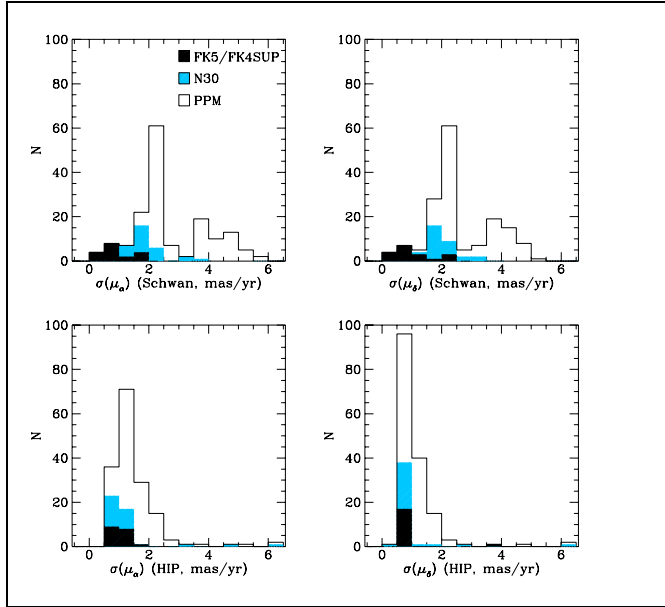 100
80
60
40
20
0
N
FK5/FK4SUP
N30
PPM
0 2 4 6
σ(μα) (Schwan, mas/yr)
100
80
60
40
20
0
N
0 2 4 6
σ(μδ) (Schwan, mas/yr)
100
80
60
40
20
0
N
0 2 4 6
σ(μα) (HIP, mas/yr)
100
80
60
40
20
0
N
0 2 4 6
σ(μδ) (HIP, mas/yr)